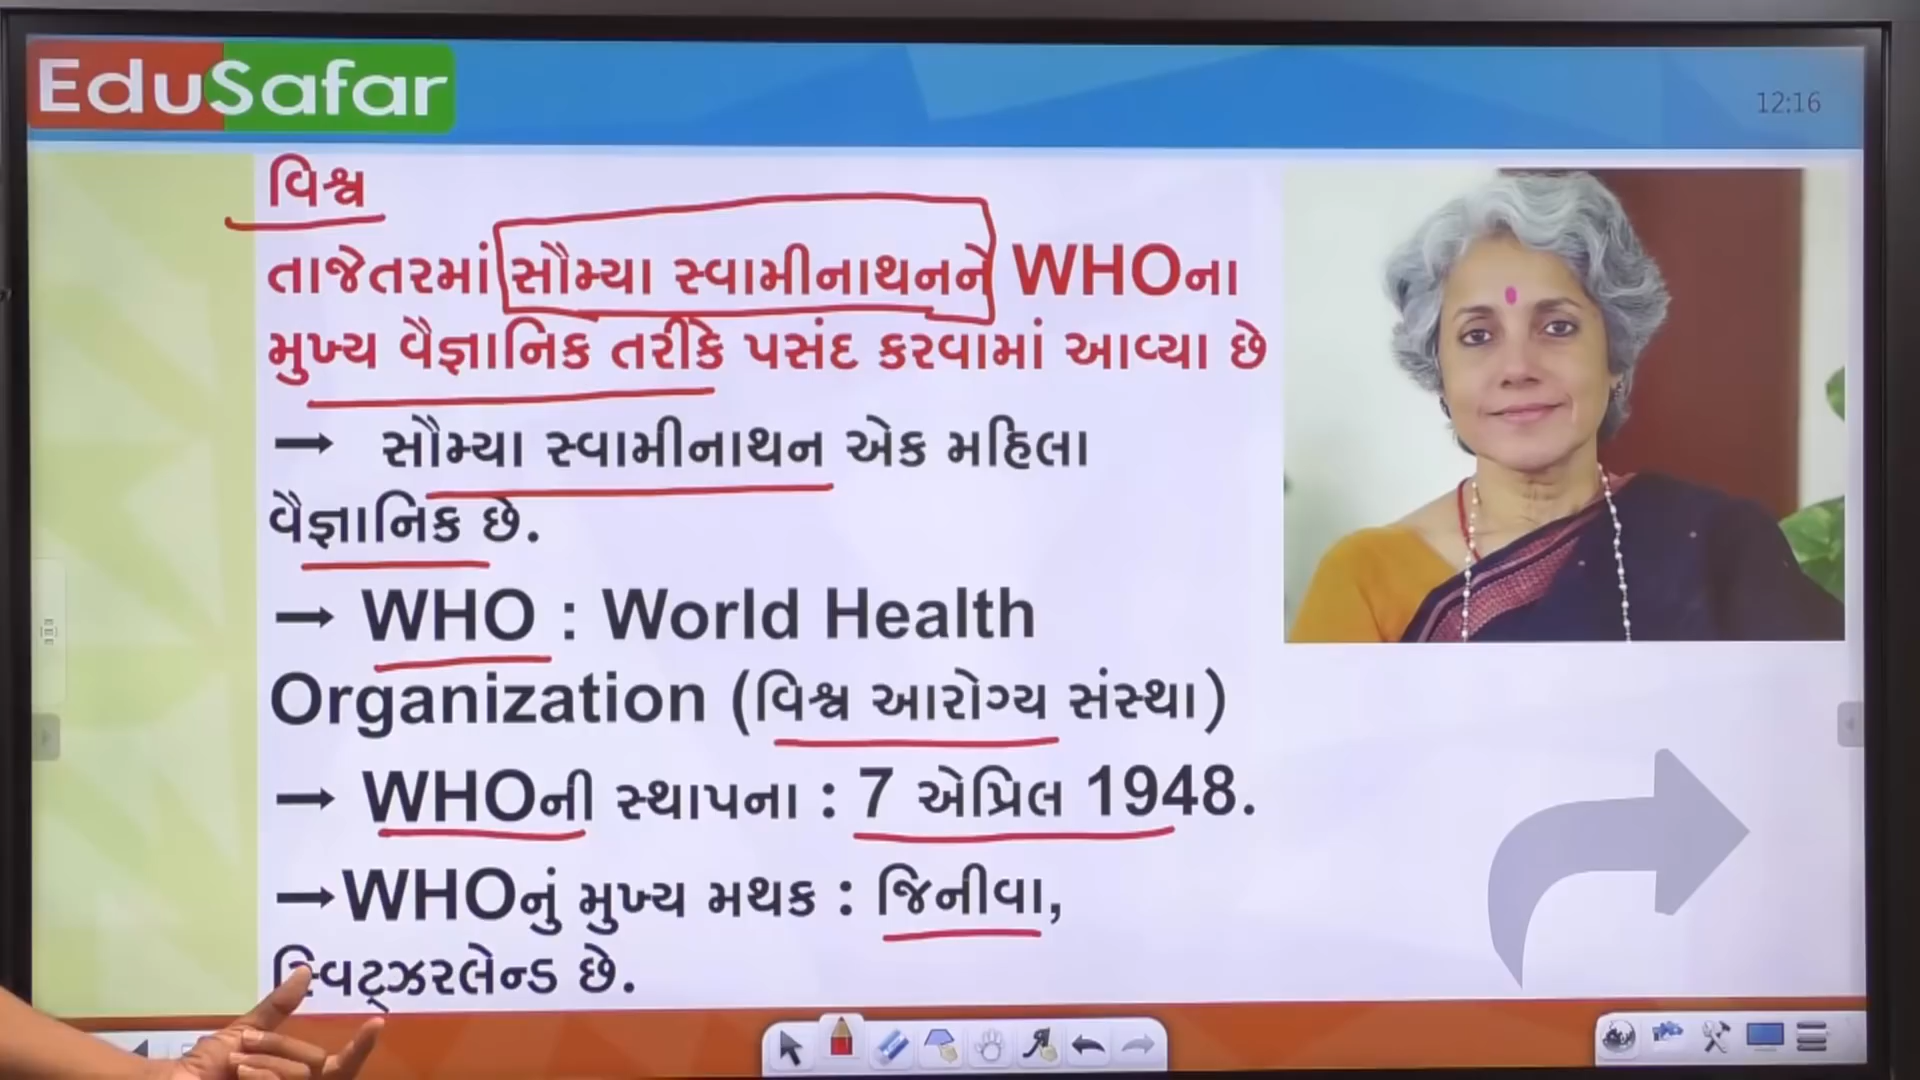 EduSafar
12:16
વિશ્વ
તાજેતરમાં સૌમ્યા સ્વામીનાથનને WHOના
મુખ્ય વૈજ્ઞાનિક તરીકે પસંદ કરવામાં આવ્યા છે
→ સૌમ્યા સ્વામીનાથન એક મહિલા
વૈજ્ઞાનિક છે.
→ WHO : World Health
Organization (વિશ્વ આરોગ્ય સંસ્થા)
→ WHOની સ્થાપના : 7 એપ્રિલ 1948.
→WHOનું મુખ્ય મથક : જિનીવા,
સ્વિટ્ઝરલેન્ડ છે.